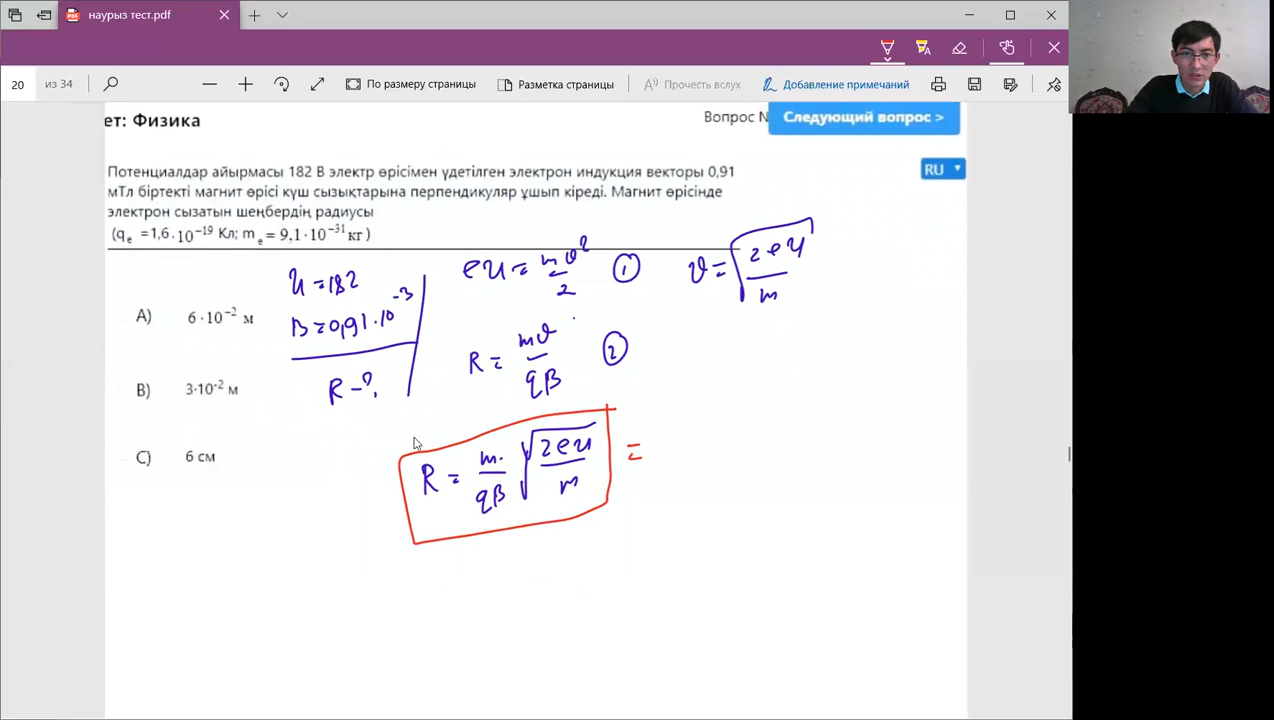 наурыз тест.pdf
20 из 34
По размеру страницы
Разметка страницы
Прочесть вслух
Добавление примечаний
ет: Физика
Вопрос N
Следующий вопрос >
RU
Потенциалдар айырмасы 182 В электр өрісімен үдетілген электрон индукция векторы 0,91
мТл біртекті магнит өрісі күш сызықтарына перпендикуляр ұшып кіреді. Магнит өрісінде
электрон сызатын шеңбердің радиусы
(qₑ =1,6·10⁻¹⁹ Кл; mₑ = 9,1·10⁻³¹ кг)
U=182
B=0,91·10⁻³
R-?
eU = mϑ²/2 ①
ϑ = √(2eU/m)
R = mϑ/qB ②
R = m/qB √(2eU/m) =
A) 6·10⁻² м
B) 3·10⁻² м
C) 6 см